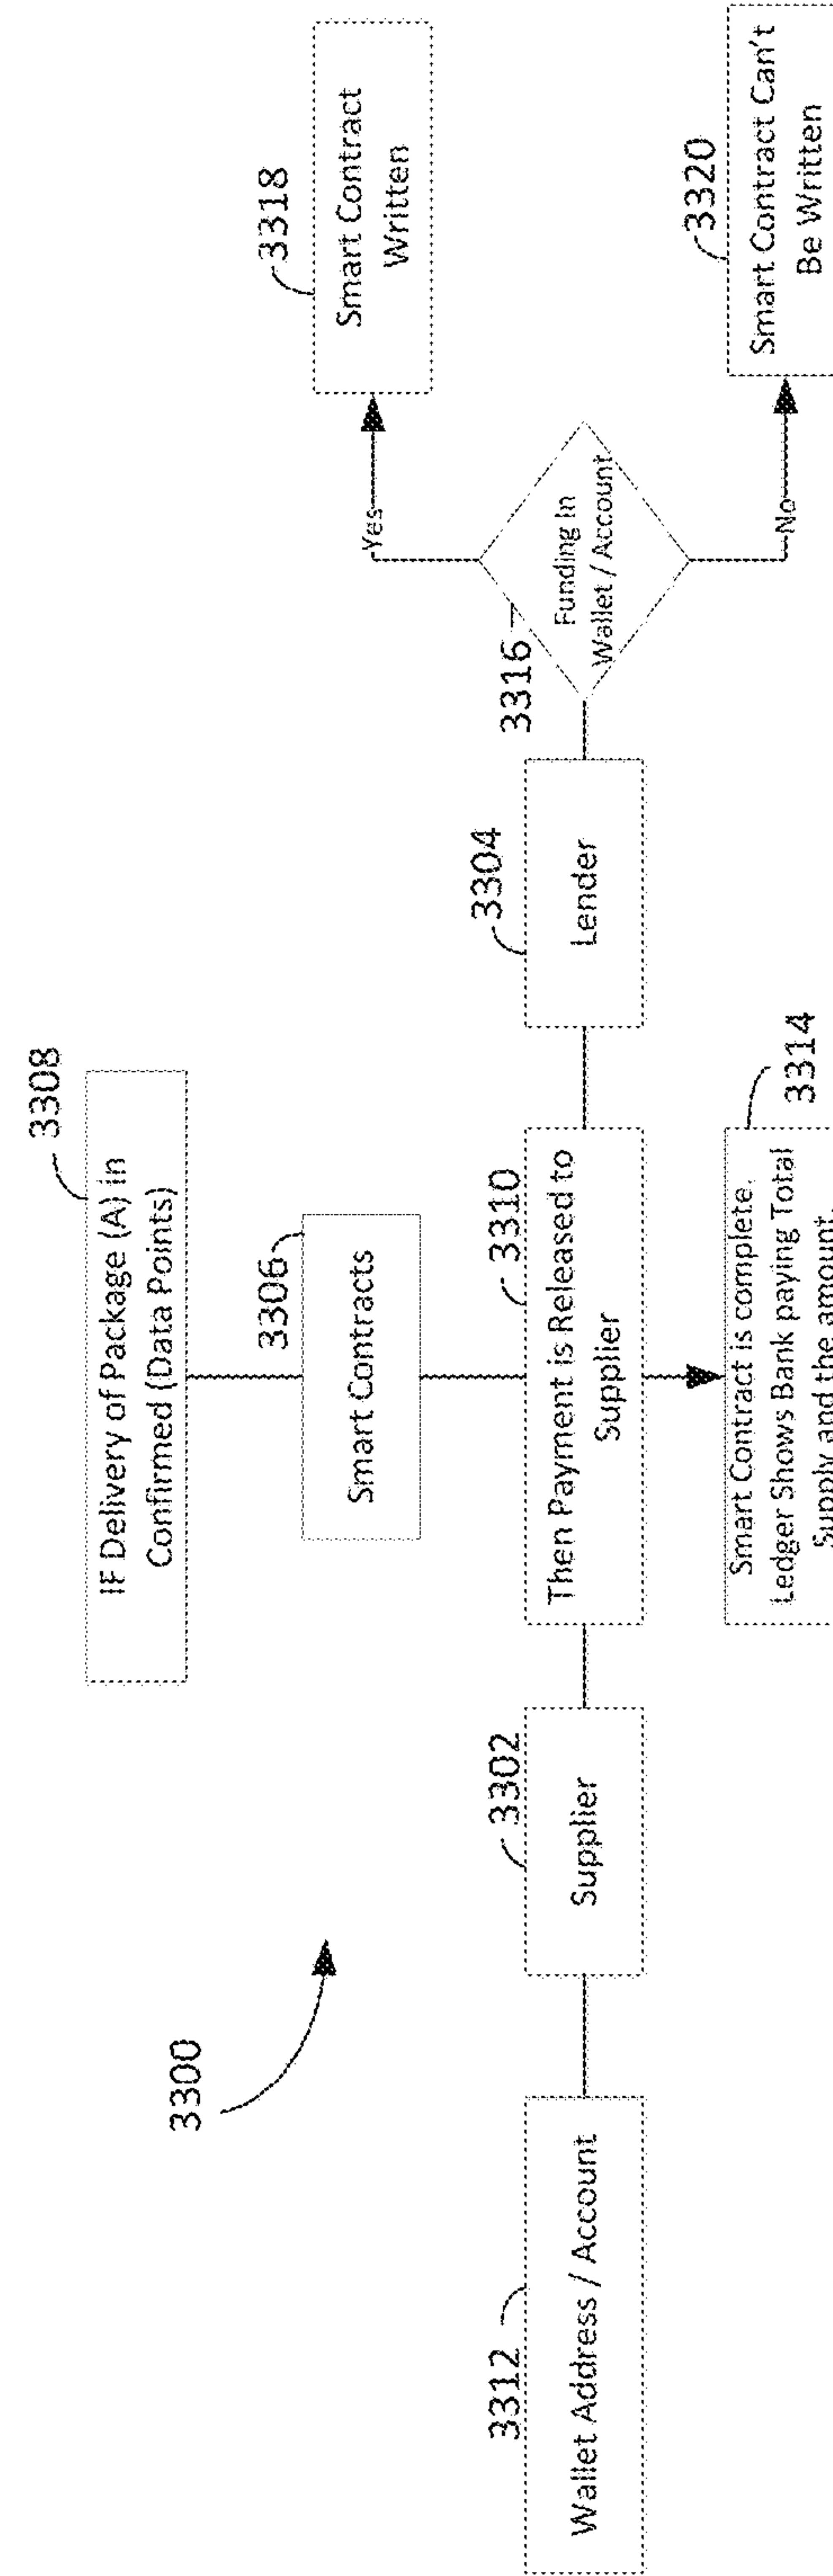 3300
3308
IF Delivery of Package (A) in
Confirmed (Data Points)
3306
Smart Contracts
3312
Wallet Address / Account
3302
Supplier
3310
Then Payment is Released to
Supplier
3304
Lender
3316
Funding In
Wallet / Account
Yes
3318
Smart Contract
Written
No
3320
Smart Contract Can't
Be Written
3314
Smart Contract is complete.
Ledger Shows Bank paying Total
Supply and the amount.